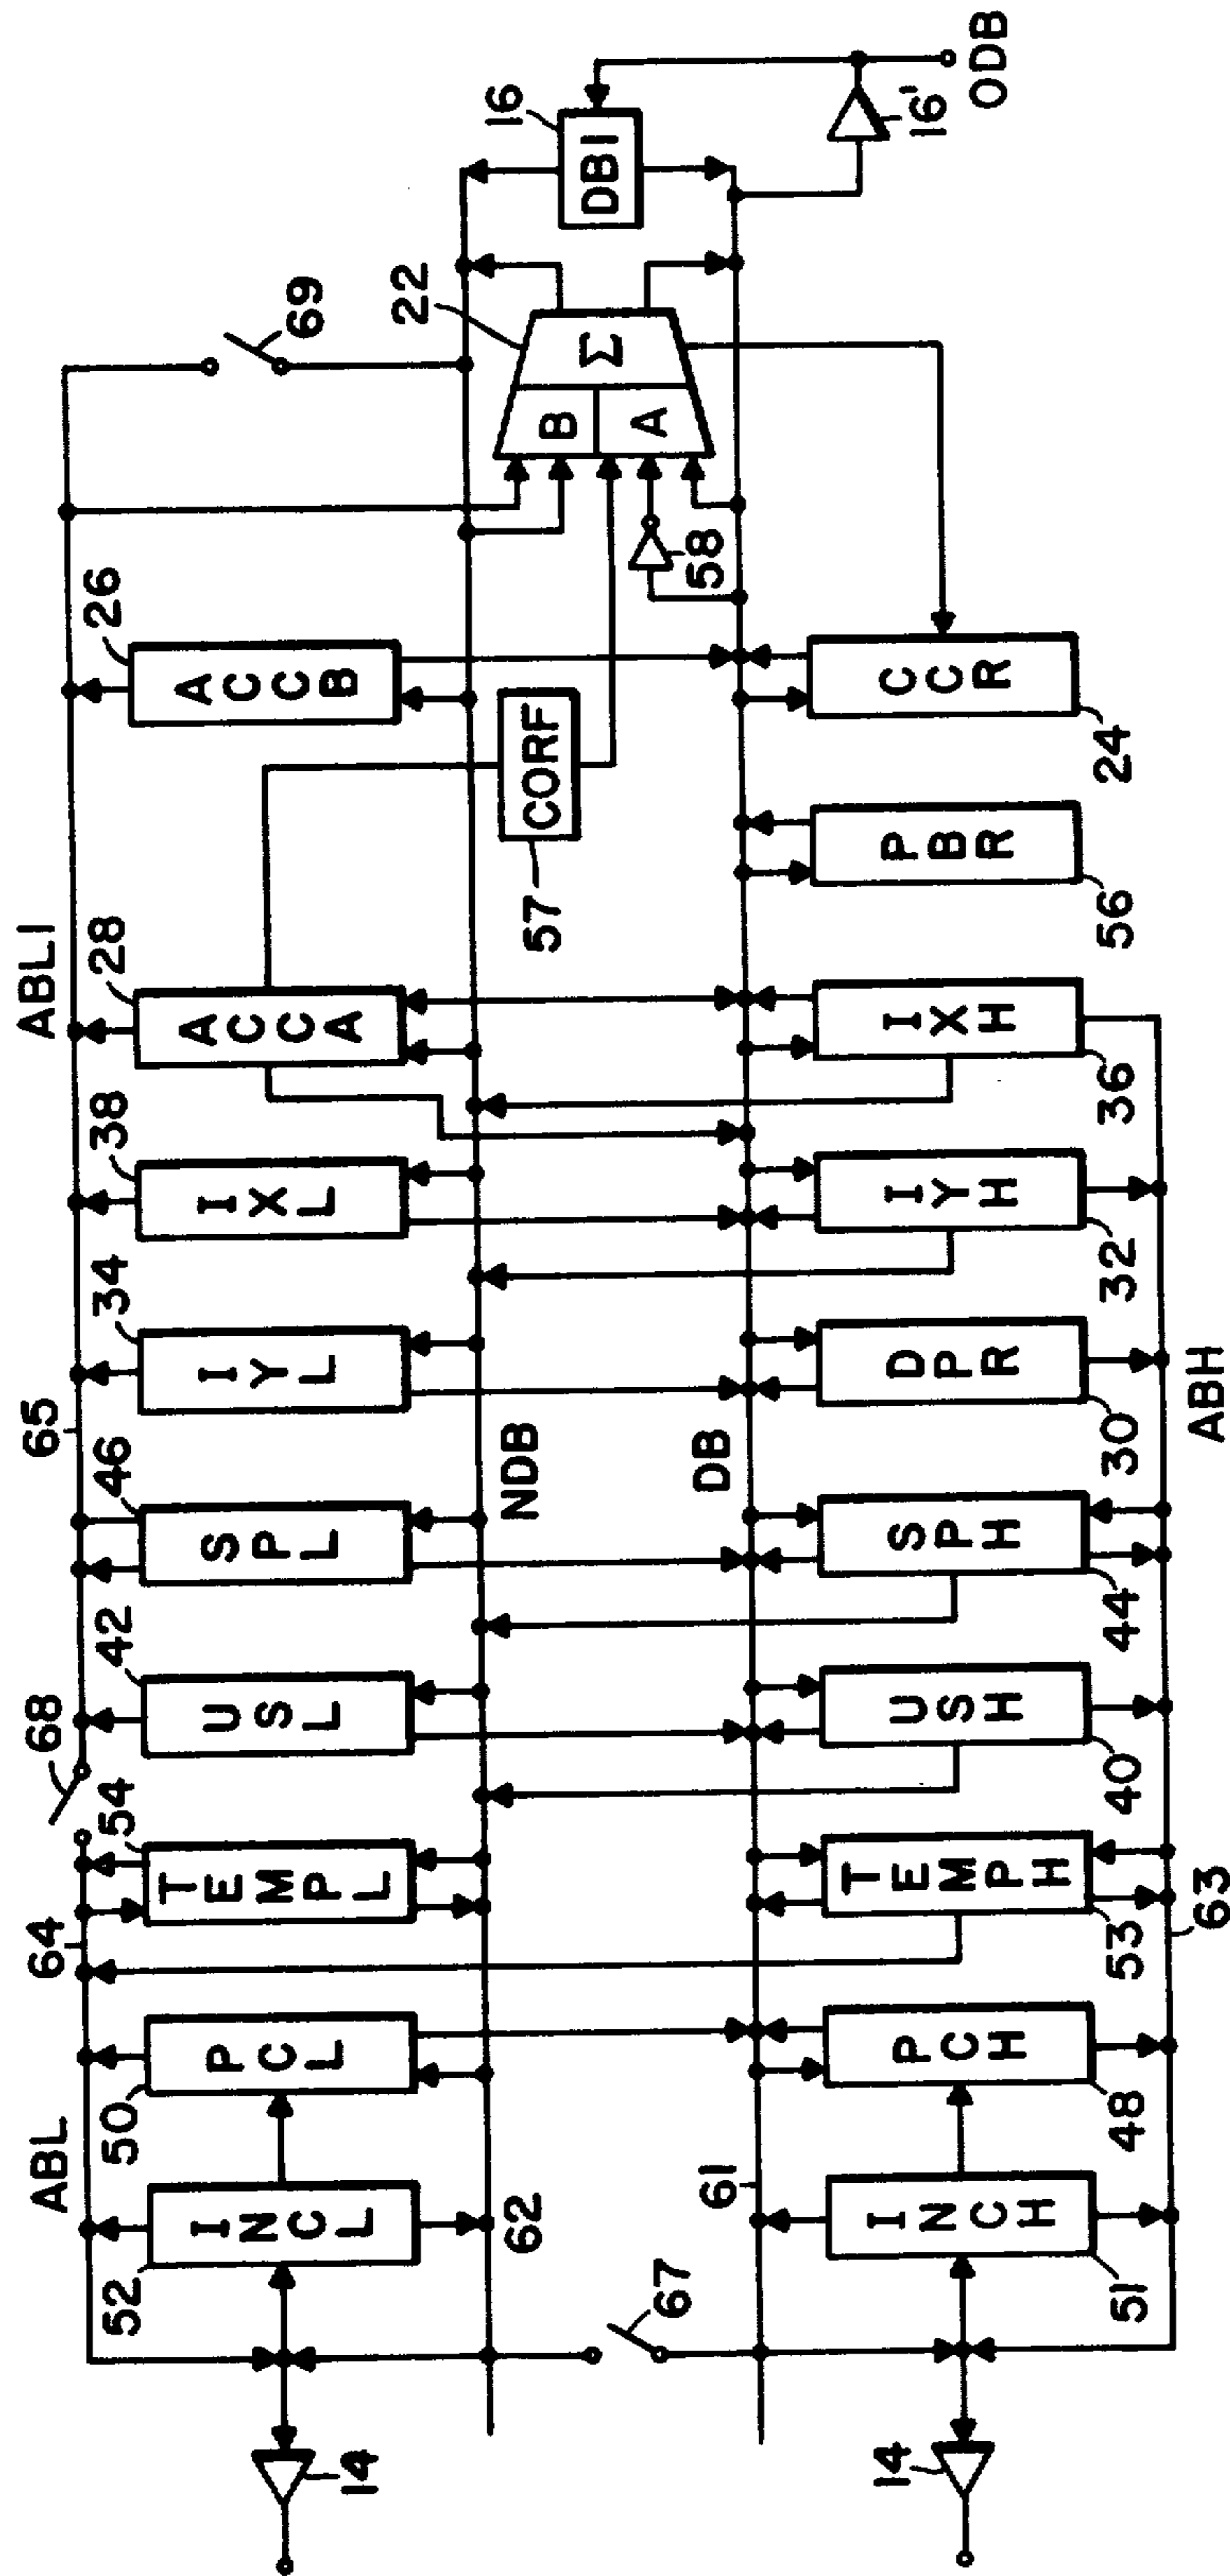 ABL
64
68
65
ABL1
52
INCL
50
PCL
54
TEMPL
42
USL
46
SPL
34
IYL
38
IXL
28
ACCA
26
ACCB
69
14
62
NDB
57
CORF
22
B
A
Σ
16
DB1
67
61
DB
58
16'
ODB
14
INCH
51
PCH
48
TEMPH
53
USH
40
SPH
44
DPR
30
IYH
32
IXH
36
PBR
56
CCR
24
63
ABH